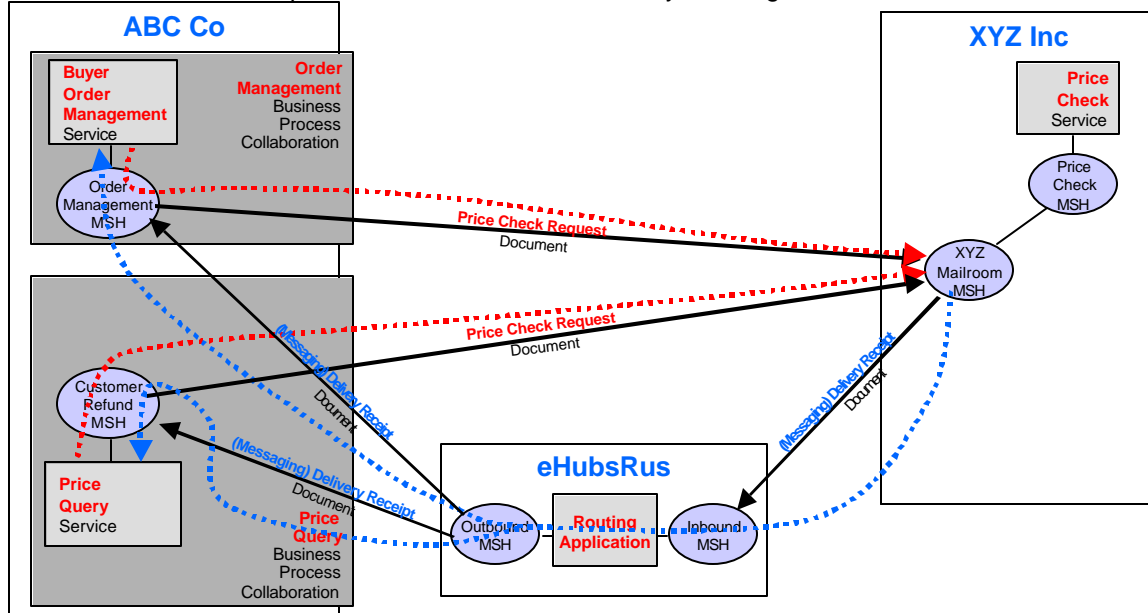 ABC Co
Buyer
Order
Management
Service
Order
Management
Business
Process
Collaboration
Order
Management
MSH
XYZ Inc
Price
Check
Service
Price
Check
MSH
XYZ
Mailroom
MSH
Price Check Request
Document
Price Check Request
Document
(Messaging) Delivery Receipt
Document
(Messaging) Delivery Receipt
Document
(Messaging) Delivery Receipt
Document
Customer
Refund
MSH
Price
Query
Service
Price
Query
Business
Process
Collaboration
eHubsRus
Outbound
MSH
Routing
Application
Inbound
MSH